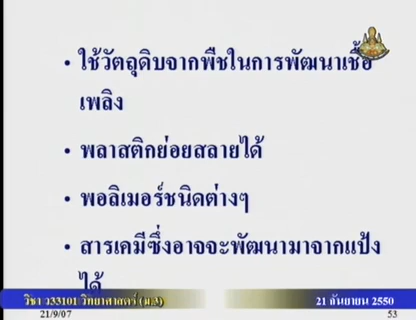 • ใช้วัตถุดิบจากพืชในการพัฒนาเชื้อ
เพลิง
• พลาสติกย่อยสลายได้
• พอลิเมอร์ชนิดต่างๆ
• สารเคมีซึ่งอาจจะพัฒนามาจากแป้ง
ได้
วิชา ว33101 วิทยาศาสตร์ (ม.3) 21 กันยายน 2550
21/9/07 53